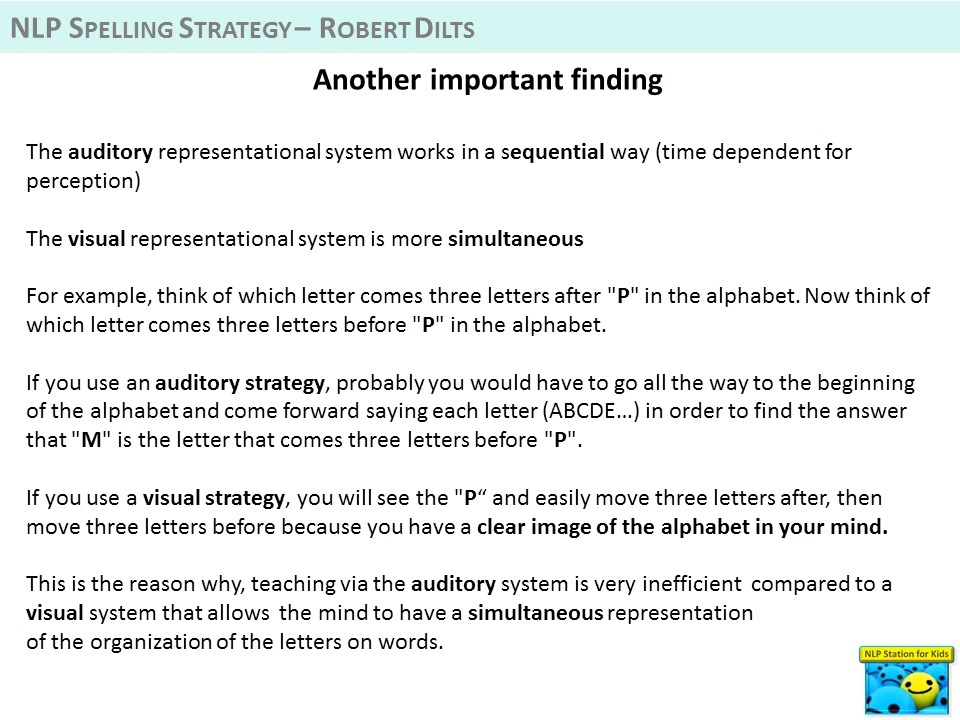 NLP SPELLING STRATEGY – ROBERT DILTS
Another important finding
The auditory representational system works in a sequential way (time dependent for
perception)
The visual representational system is more simultaneous
For example, think of which letter comes three letters after "P" in the alphabet. Now think of
which letter comes three letters before "P" in the alphabet.
If you use an auditory strategy, probably you would have to go all the way to the beginning
of the alphabet and come forward saying each letter (ABCDE...) in order to find the answer
that "M" is the letter that comes three letters before "P".
If you use a visual strategy, you will see the "P“ and easily move three letters after, then
move three letters before because you have a clear image of the alphabet in your mind.
This is the reason why, teaching via the auditory system is very inefficient compared to a
visual system that allows the mind to have a simultaneous representation
of the organization of the letters on words.
NLP Station for Kids